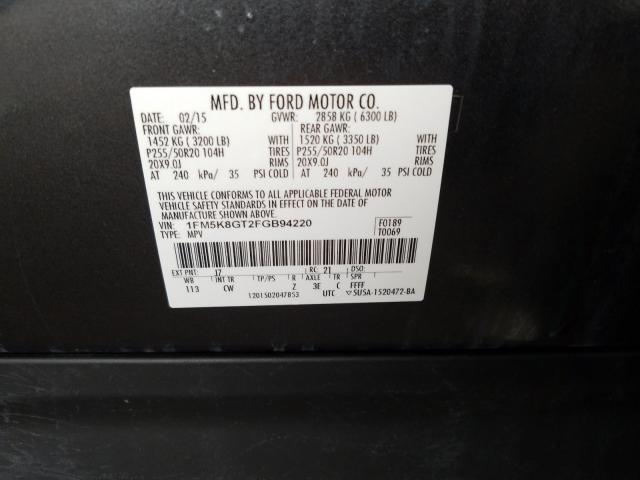 MFD. BY FORD MOTOR CO.
DATE: 02/15 GVWR: 2858 KG ( 6300 LB)
FRONT GAWR: REAR GAWR:
1452 KG ( 3200 LB) WITH 1520 KG ( 3350 LB) WITH
P255/50R20 104H TIRES P255/50R20 104H TIRES
20X9.0J RIMS 20X9.0J RIMS
AT 240 kPa/ 35 PSI COLD AT 240 kPa/ 35 PSI COLD
THIS VEHICLE CONFORMS TO ALL APPLICABLE FEDERAL MOTOR
VEHICLE SAFETY STANDARDS IN EFFECT ON THE DATE OF
MANUFACTURE SHOWN ABOVE.
VIN: 1FM5K8GT2FGB94220 F0189
TYPE: MPV T0069
EXT PNT: J7 RC: 21 DSO:
WB INT TR TP/PS R AXLE TR SPR
113 CW Z 3E C FFFF
1201502047853 UTC ▽ SUSA-1520472-BA